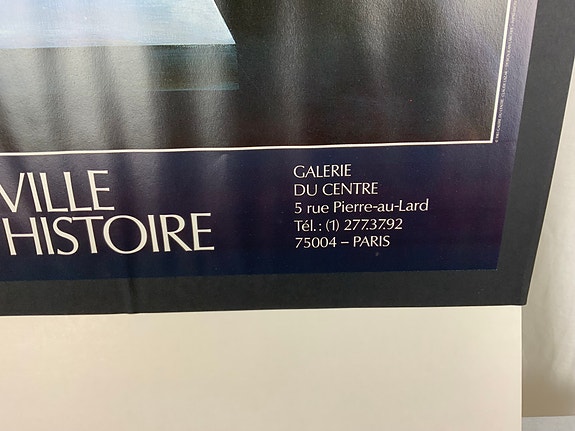 VILLE
HISTOIRE
GALERIE
DU CENTRE
5 rue Pierre-au-Lard
Tél. : (1) 277.37.92
75004 – PARIS